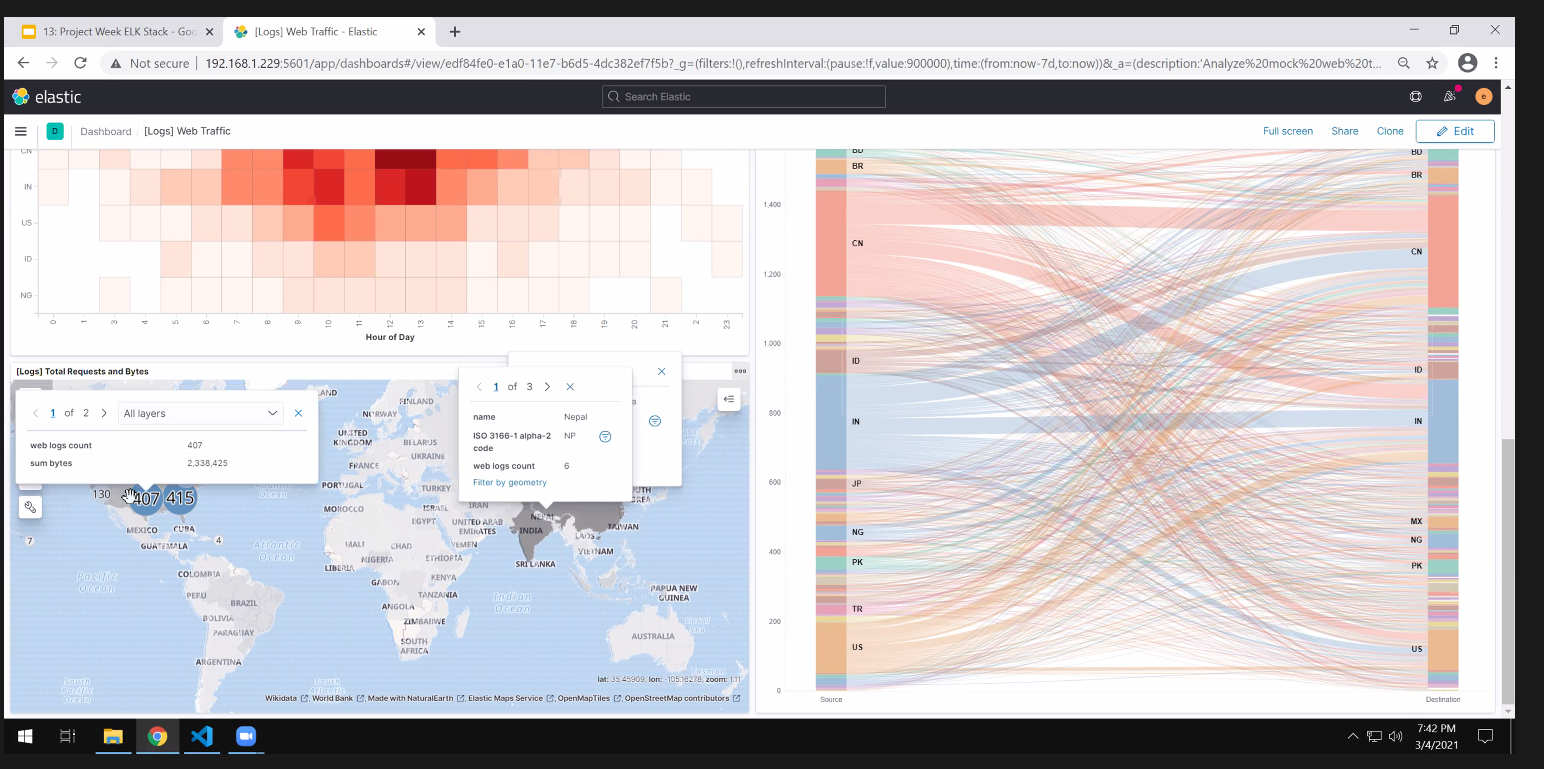 13: Project Week ELK Stack - Goo
[Logs] Web Traffic - Elastic
Not secure
192.168.1.229:5601/app/dashboards#/view/edf84fe0-e1a0-11e7-b6d5-4dc382ef7f5b?_g=(filters:!(),refreshInterval:(pause:!f,value:900000),time:(from:now-7d,to:now))&_a=(description:'Analyze%20mock%20web%20t...
elastic
Search Elastic
e
D
Dashboard
[Logs] Web Traffic
Full screen
Share
Clone
Edit
CN
IN
US
ID
NG
0 1 3 4 5 6 7 8 9 10 11 12 13 14 15 16 17 18 19 20 21 2 23
Hour of Day
[Logs] Total Requests and Bytes
1 of 2
All layers
web logs count 407
sum bytes 2,338,425
1 of 3
name Nepal
ISO 3166-1 alpha-2 code NP
web logs count 6
Filter by geometry
130
407
415
7
4
FINLAND
NORWAY
UNITED KINGDOM
BELARUS
UKRAINE
FRANCE
PORTUGAL
TURKEY
MOROCCO
ISRAEL
IRAN
EGYPT
UNITED ARAB EMIRATES
YEMEN
MALI
CHAD
NIGERIA
ETHIOPIA
LIBERIA
GABON
KENYA
TANZANIA
ANGOLA
ZIMBABWE
SOUTH AFRICA
NEPAL
INDIA
SRI LANKA
TAIWAN
LAOS
VIETNAM
PAPUA NEW GUINEA
AUSTRALIA
MEXICO
CUBA
GUATEMALA
COLOMBIA
PERU
BRAZIL
BOLIVIA
PARAGUAY
ARGENTINA
Atlantic Ocean
Pacific Ocean
Indian Ocean
South Pacific Ocean
lat: 35.45909, lon: -105.16278, zoom: 1.11
Wikidata, World Bank, Made with NaturalEarth, Elastic Maps Service, OpenMapTiles, OpenStreetMap contributors
1,400
1,200
1,000
800
600
400
200
0
BD
BR
CN
ID
IN
JP
NG
PK
TR
US
Source
BD
BR
CN
ID
IN
MX
NG
PK
US
Destination
7:42 PM
3/4/2021